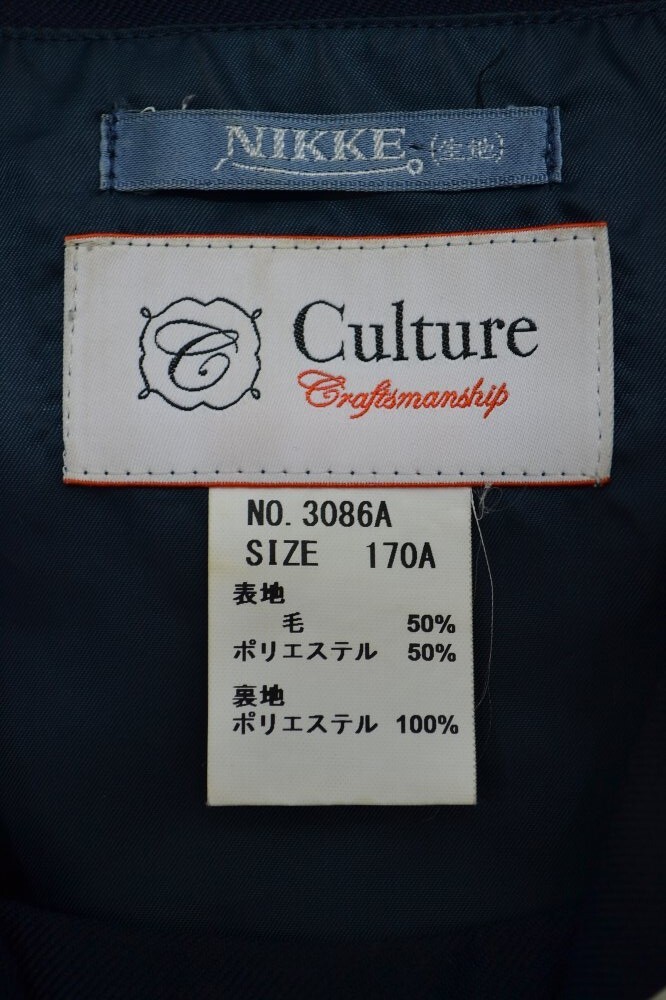 NIKKE (生地)
C
Culture
Craftsmanship
NO. 3086A
SIZE 170A
表地
毛 50%
ポリエステル 50%
裏地
ポリエステル 100%